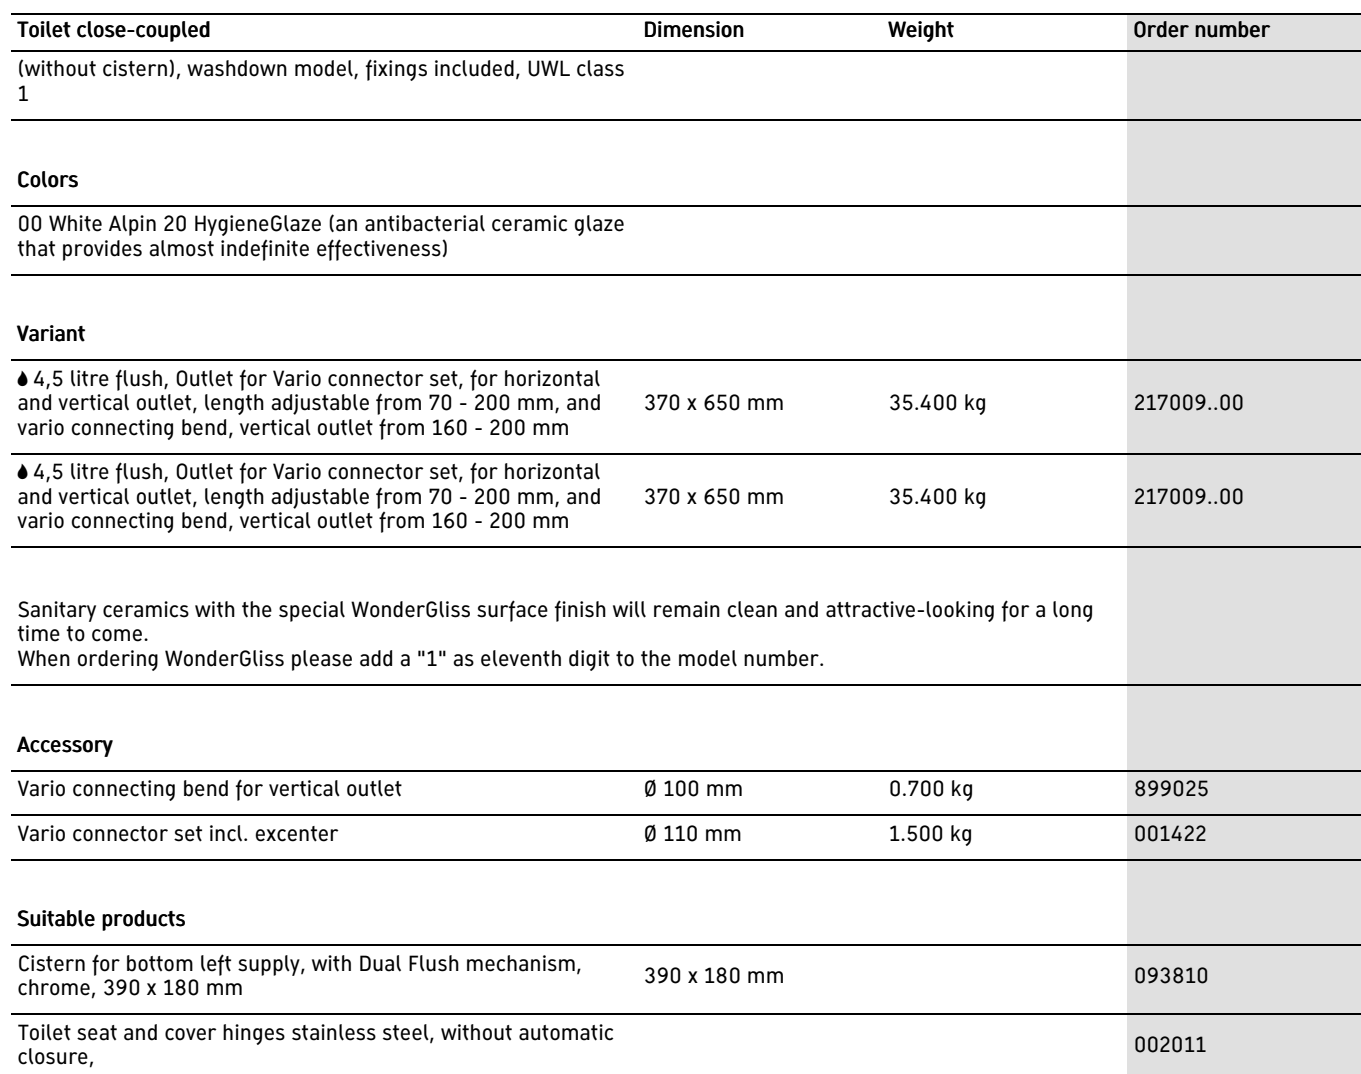 Toilet close-coupled Dimension Weight Order number
(without cistern), washdown model, fixings included, UWL class
1
Colors
00 White Alpin 20 HygieneGlaze (an antibacterial ceramic glaze
that provides almost indefinite effectiveness)
Variant
4,5 litre flush, Outlet for Vario connector set, for horizontal
and vertical outlet, length adjustable from 70 - 200 mm, and 370 x 650 mm 35.400 kg 217009..00
vario connecting bend, vertical outlet from 160 - 200 mm
4,5 litre flush, Outlet for Vario connector set, for horizontal
and vertical outlet, length adjustable from 70 - 200 mm, and 370 x 650 mm 35.400 kg 217009..00
vario connecting bend, vertical outlet from 160 - 200 mm
Sanitary ceramics with the special WonderGliss surface finish will remain clean and attractive-looking for a long
time to come.
When ordering WonderGliss please add a "1" as eleventh digit to the model number.
Accessory
Vario connecting bend for vertical outlet Ø 100 mm 0.700 kg 899025
Vario connector set incl. excenter Ø 110 mm 1.500 kg 001422
Suitable products
Cistern for bottom left supply, with Dual Flush mechanism,
chrome, 390 x 180 mm 390 x 180 mm 093810
Toilet seat and cover hinges stainless steel, without automatic
closure, 002011